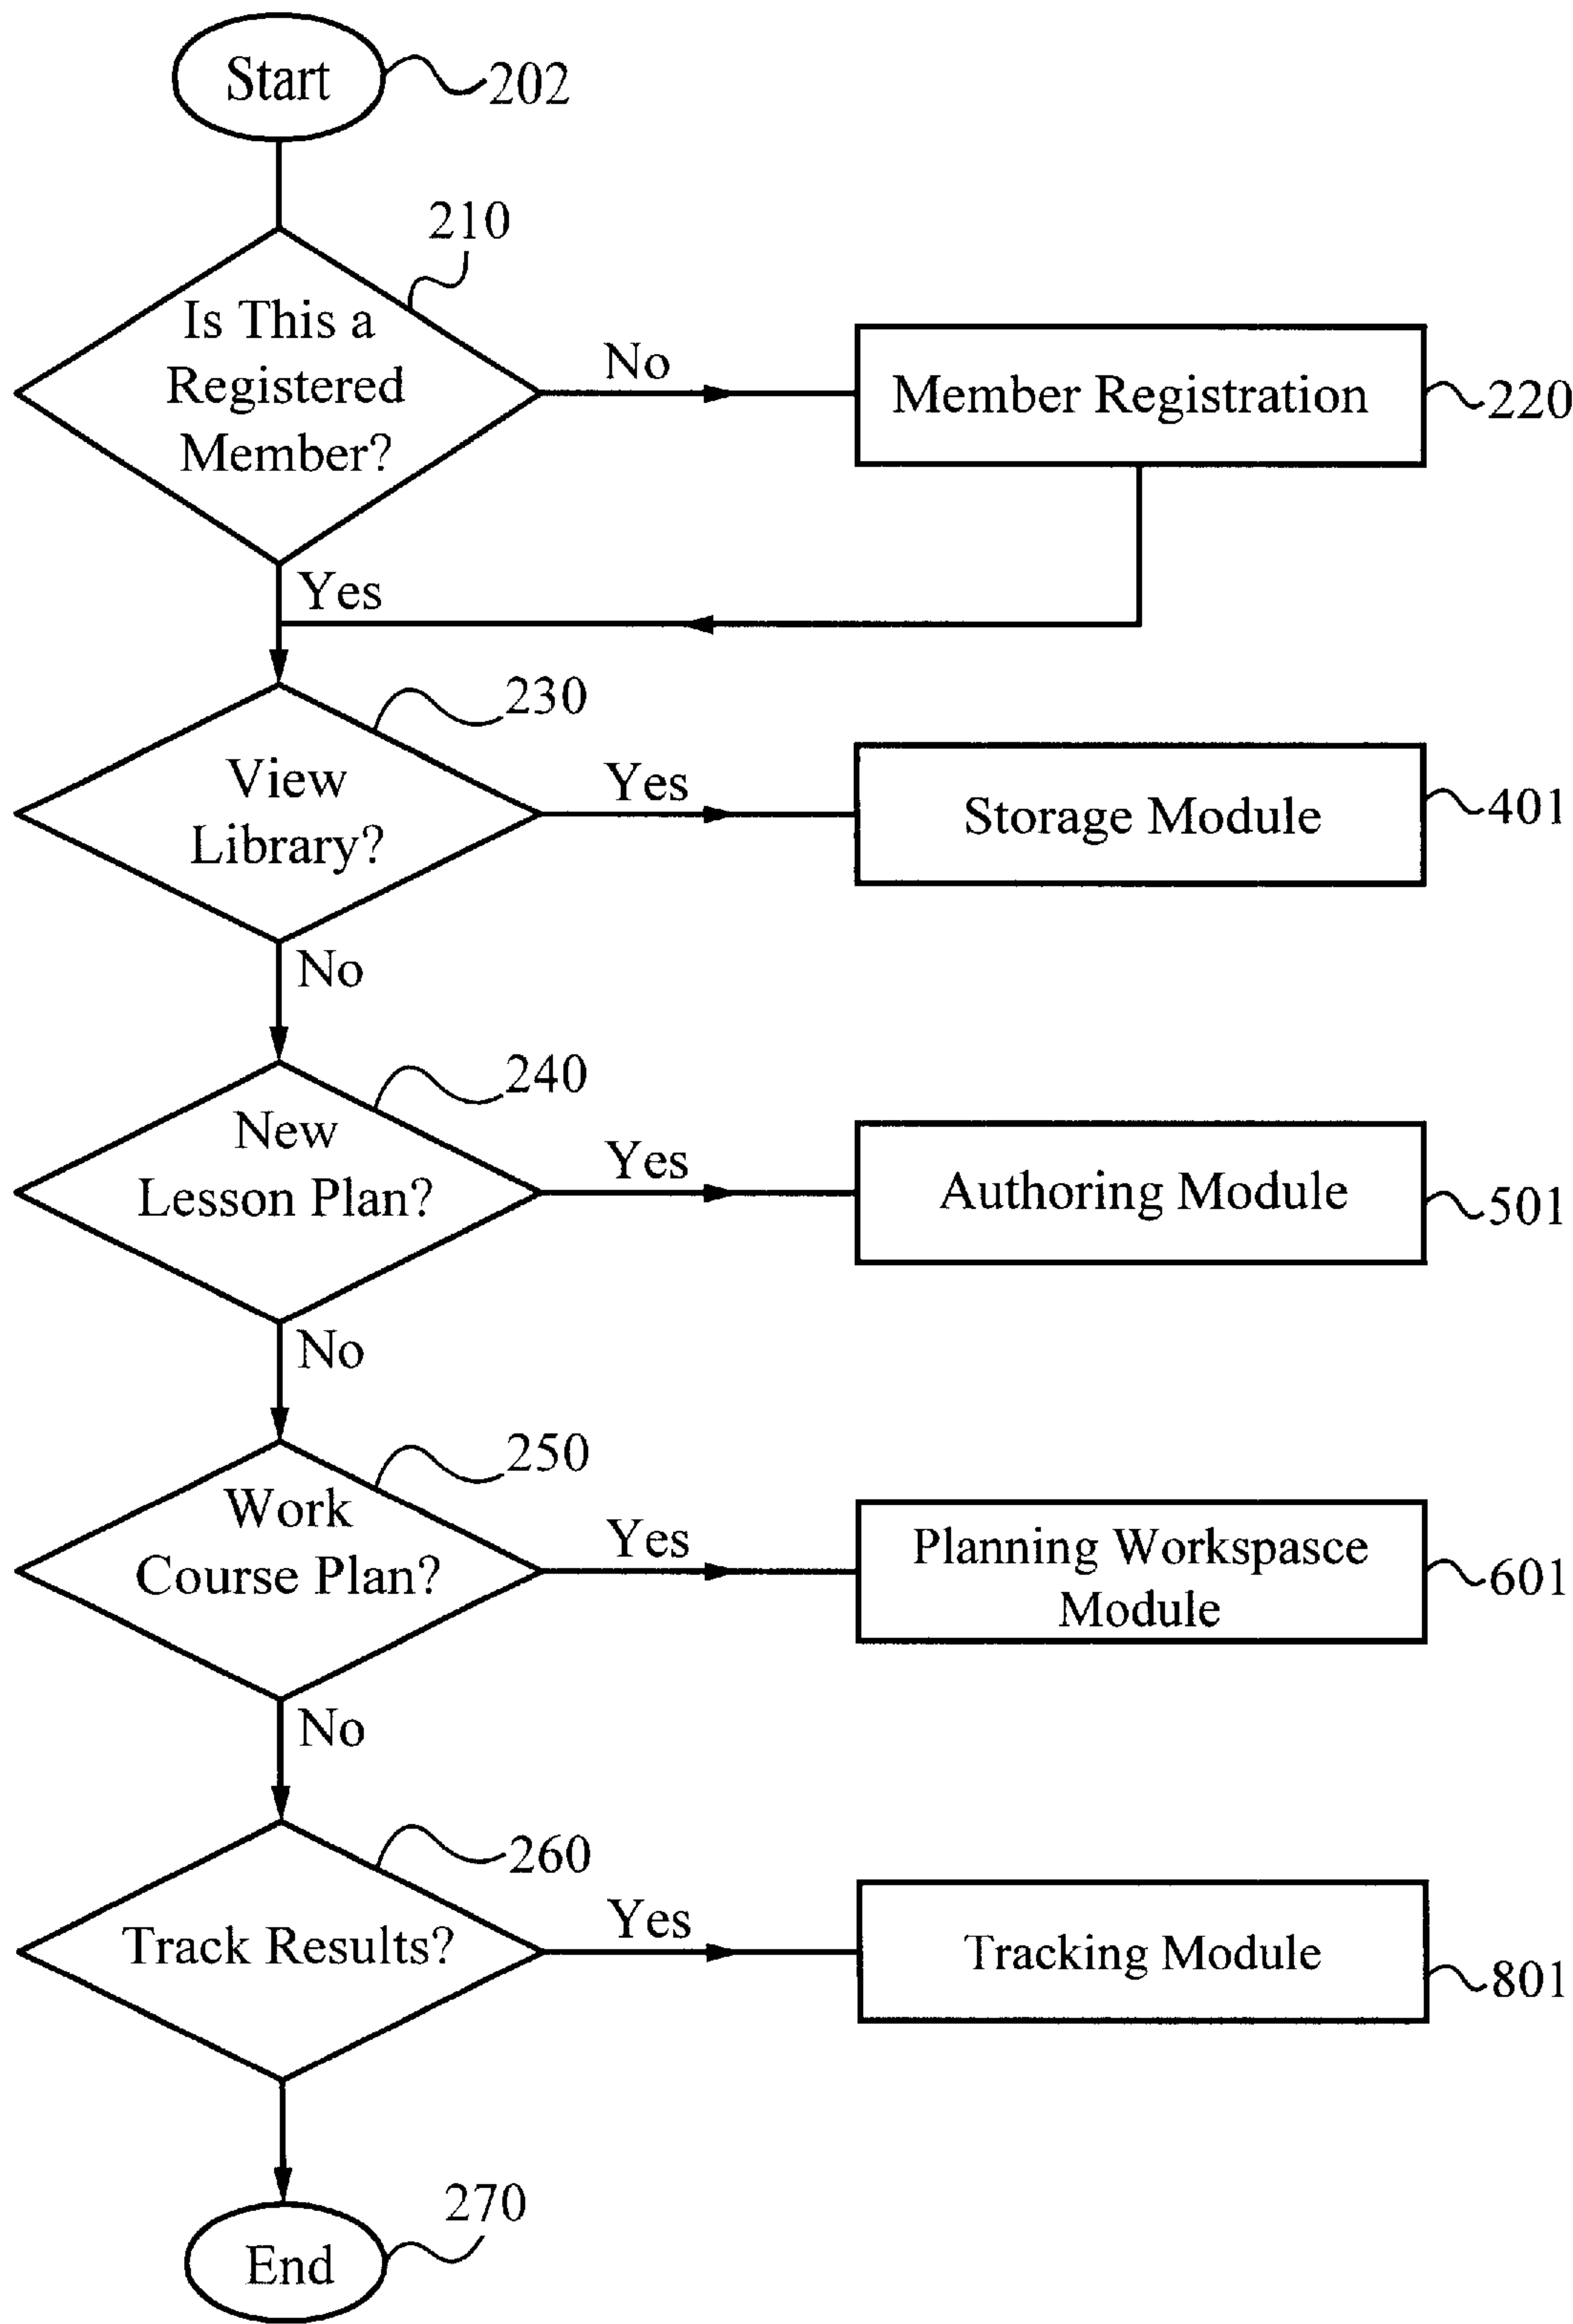 Start
202
210
Is This a
Registered
Member?
No
Member Registration
220
Yes
230
View
Library?
Yes
Storage Module
401
No
240
New
Lesson Plan?
Yes
Authoring Module
501
No
250
Work
Course Plan?
Yes
Planning Workspasce
Module
601
No
260
Track Results?
Yes
Tracking Module
801
270
End